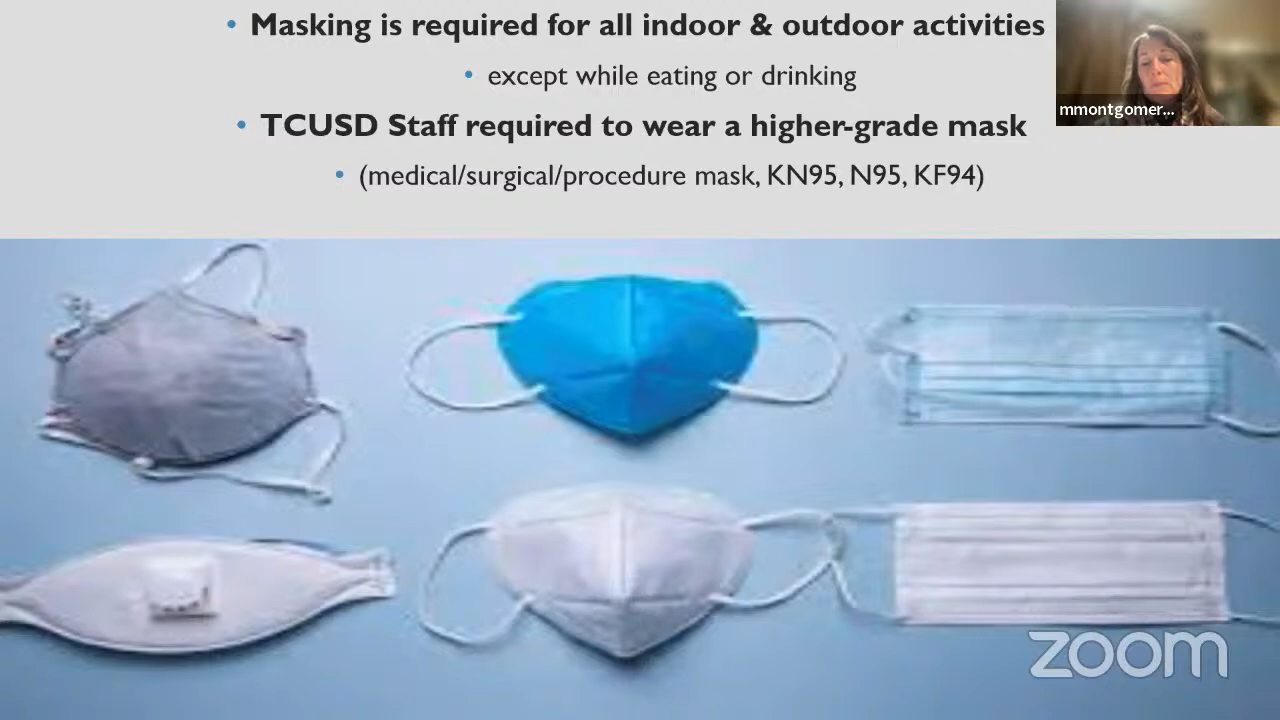 • Masking is required for all indoor & outdoor activities
• except while eating or drinking
mmontgomer...
• TCUSD Staff required to wear a higher-grade mask
• (medical/surgical/procedure mask, KN95, N95, KF94)
zoom